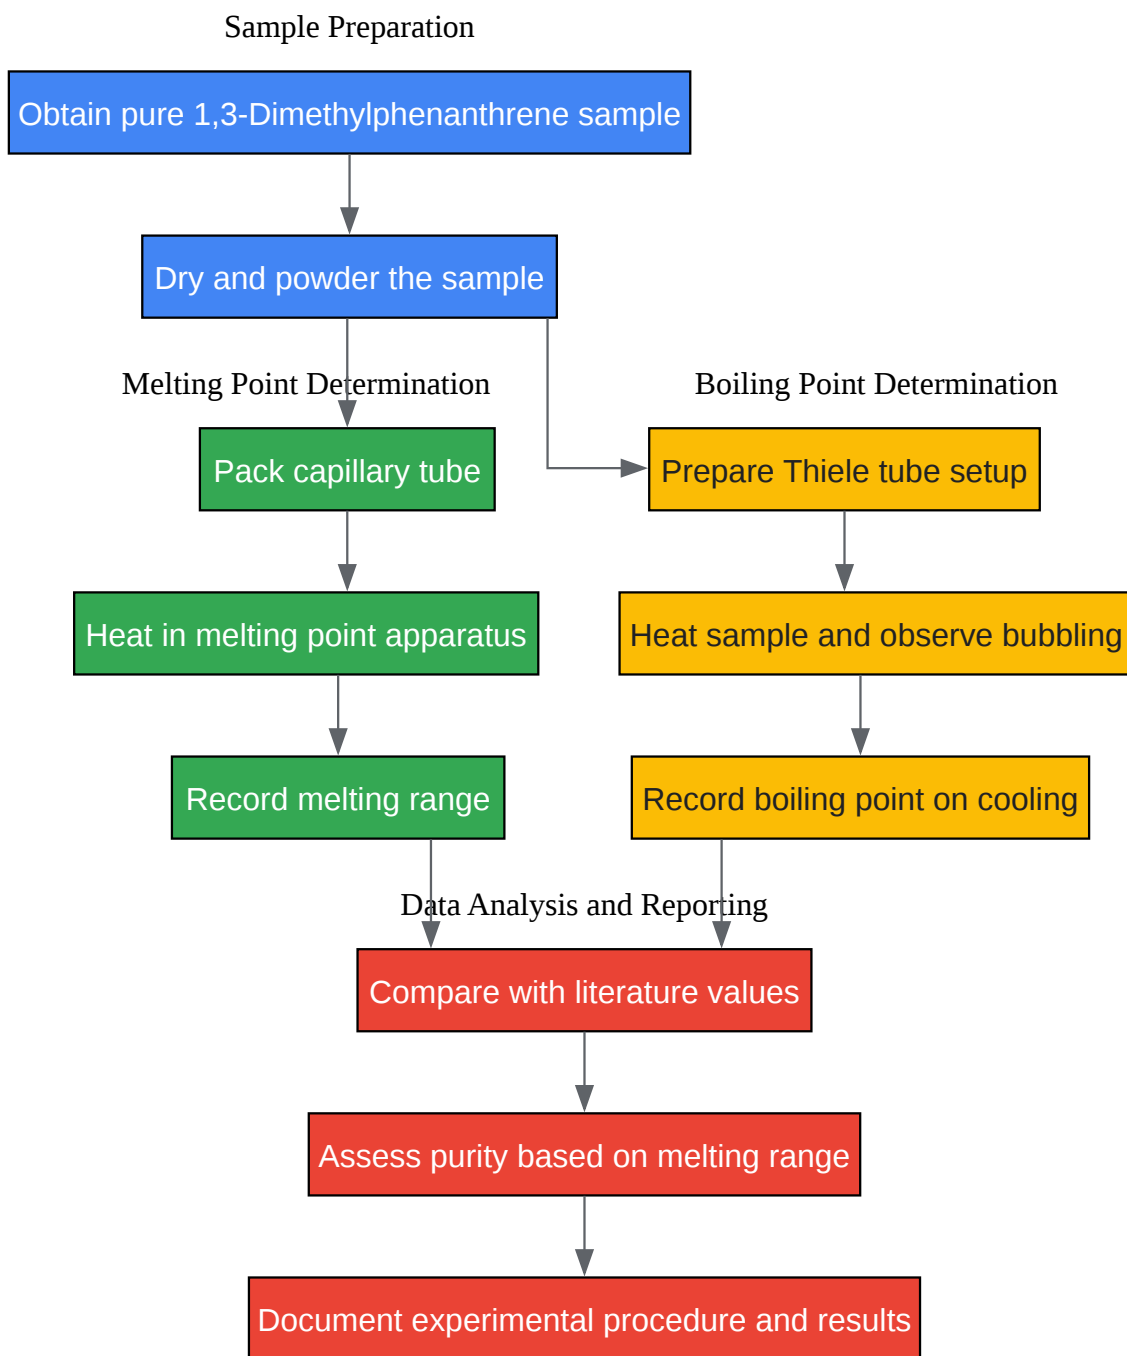 Sample Preparation
Obtain pure 1,3-Dimethylphenanthrene sample
Dry and powder the sample
Melting Point Determination
Pack capillary tube
Heat in melting point apparatus
Record melting range
Boiling Point Determination
Prepare Thiele tube setup
Heat sample and observe bubbling
Record boiling point on cooling
Data Analysis and Reporting
Compare with literature values
Assess purity based on melting range
Document experimental procedure and results